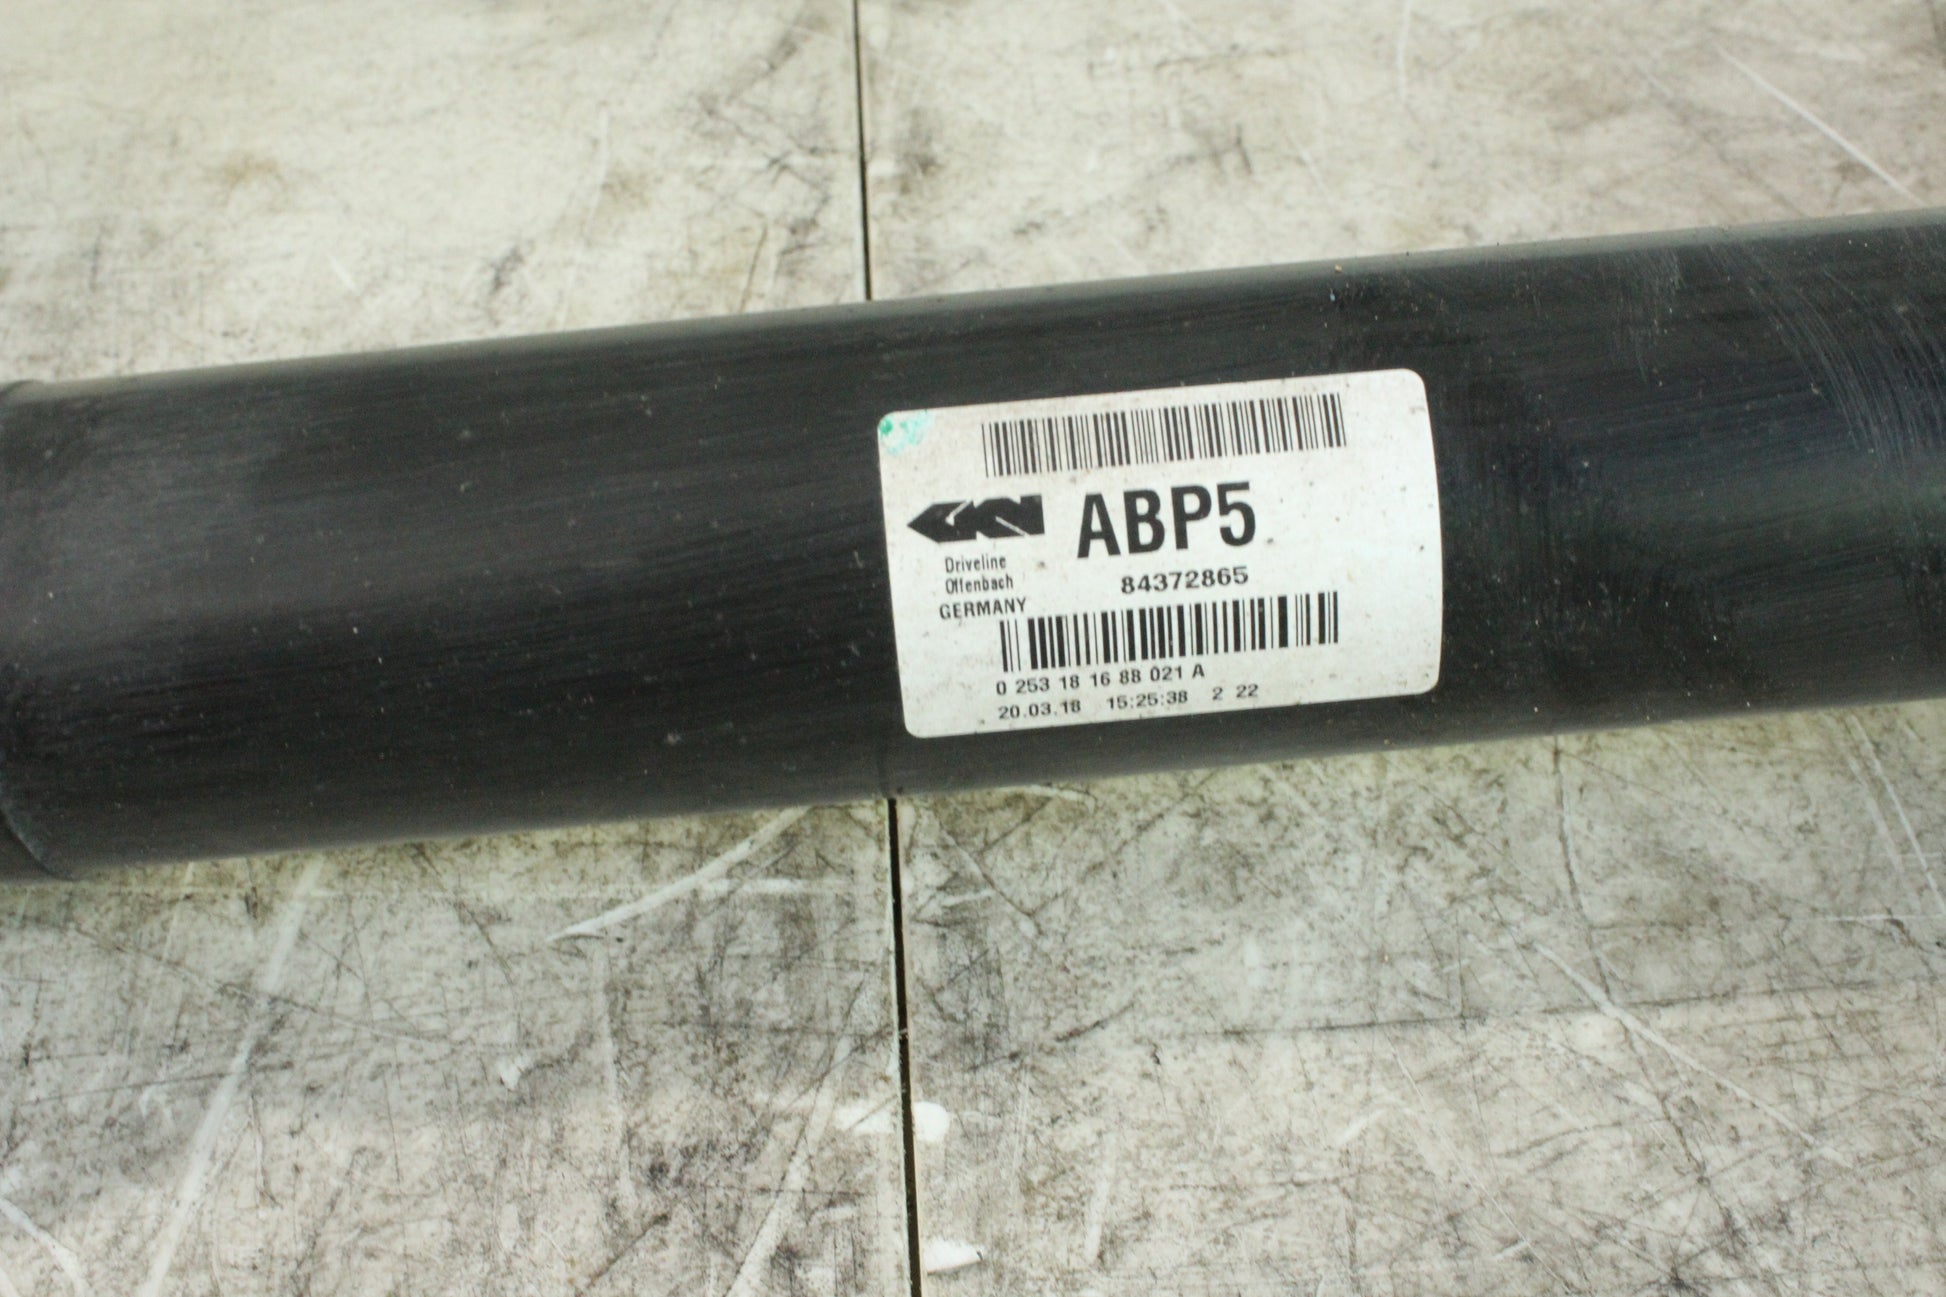 GKN ABP5
Driveline
Offenbach
GERMANY
84372865
0 253 18 16 88 021 A
20.03.18 15:25:38 2 22